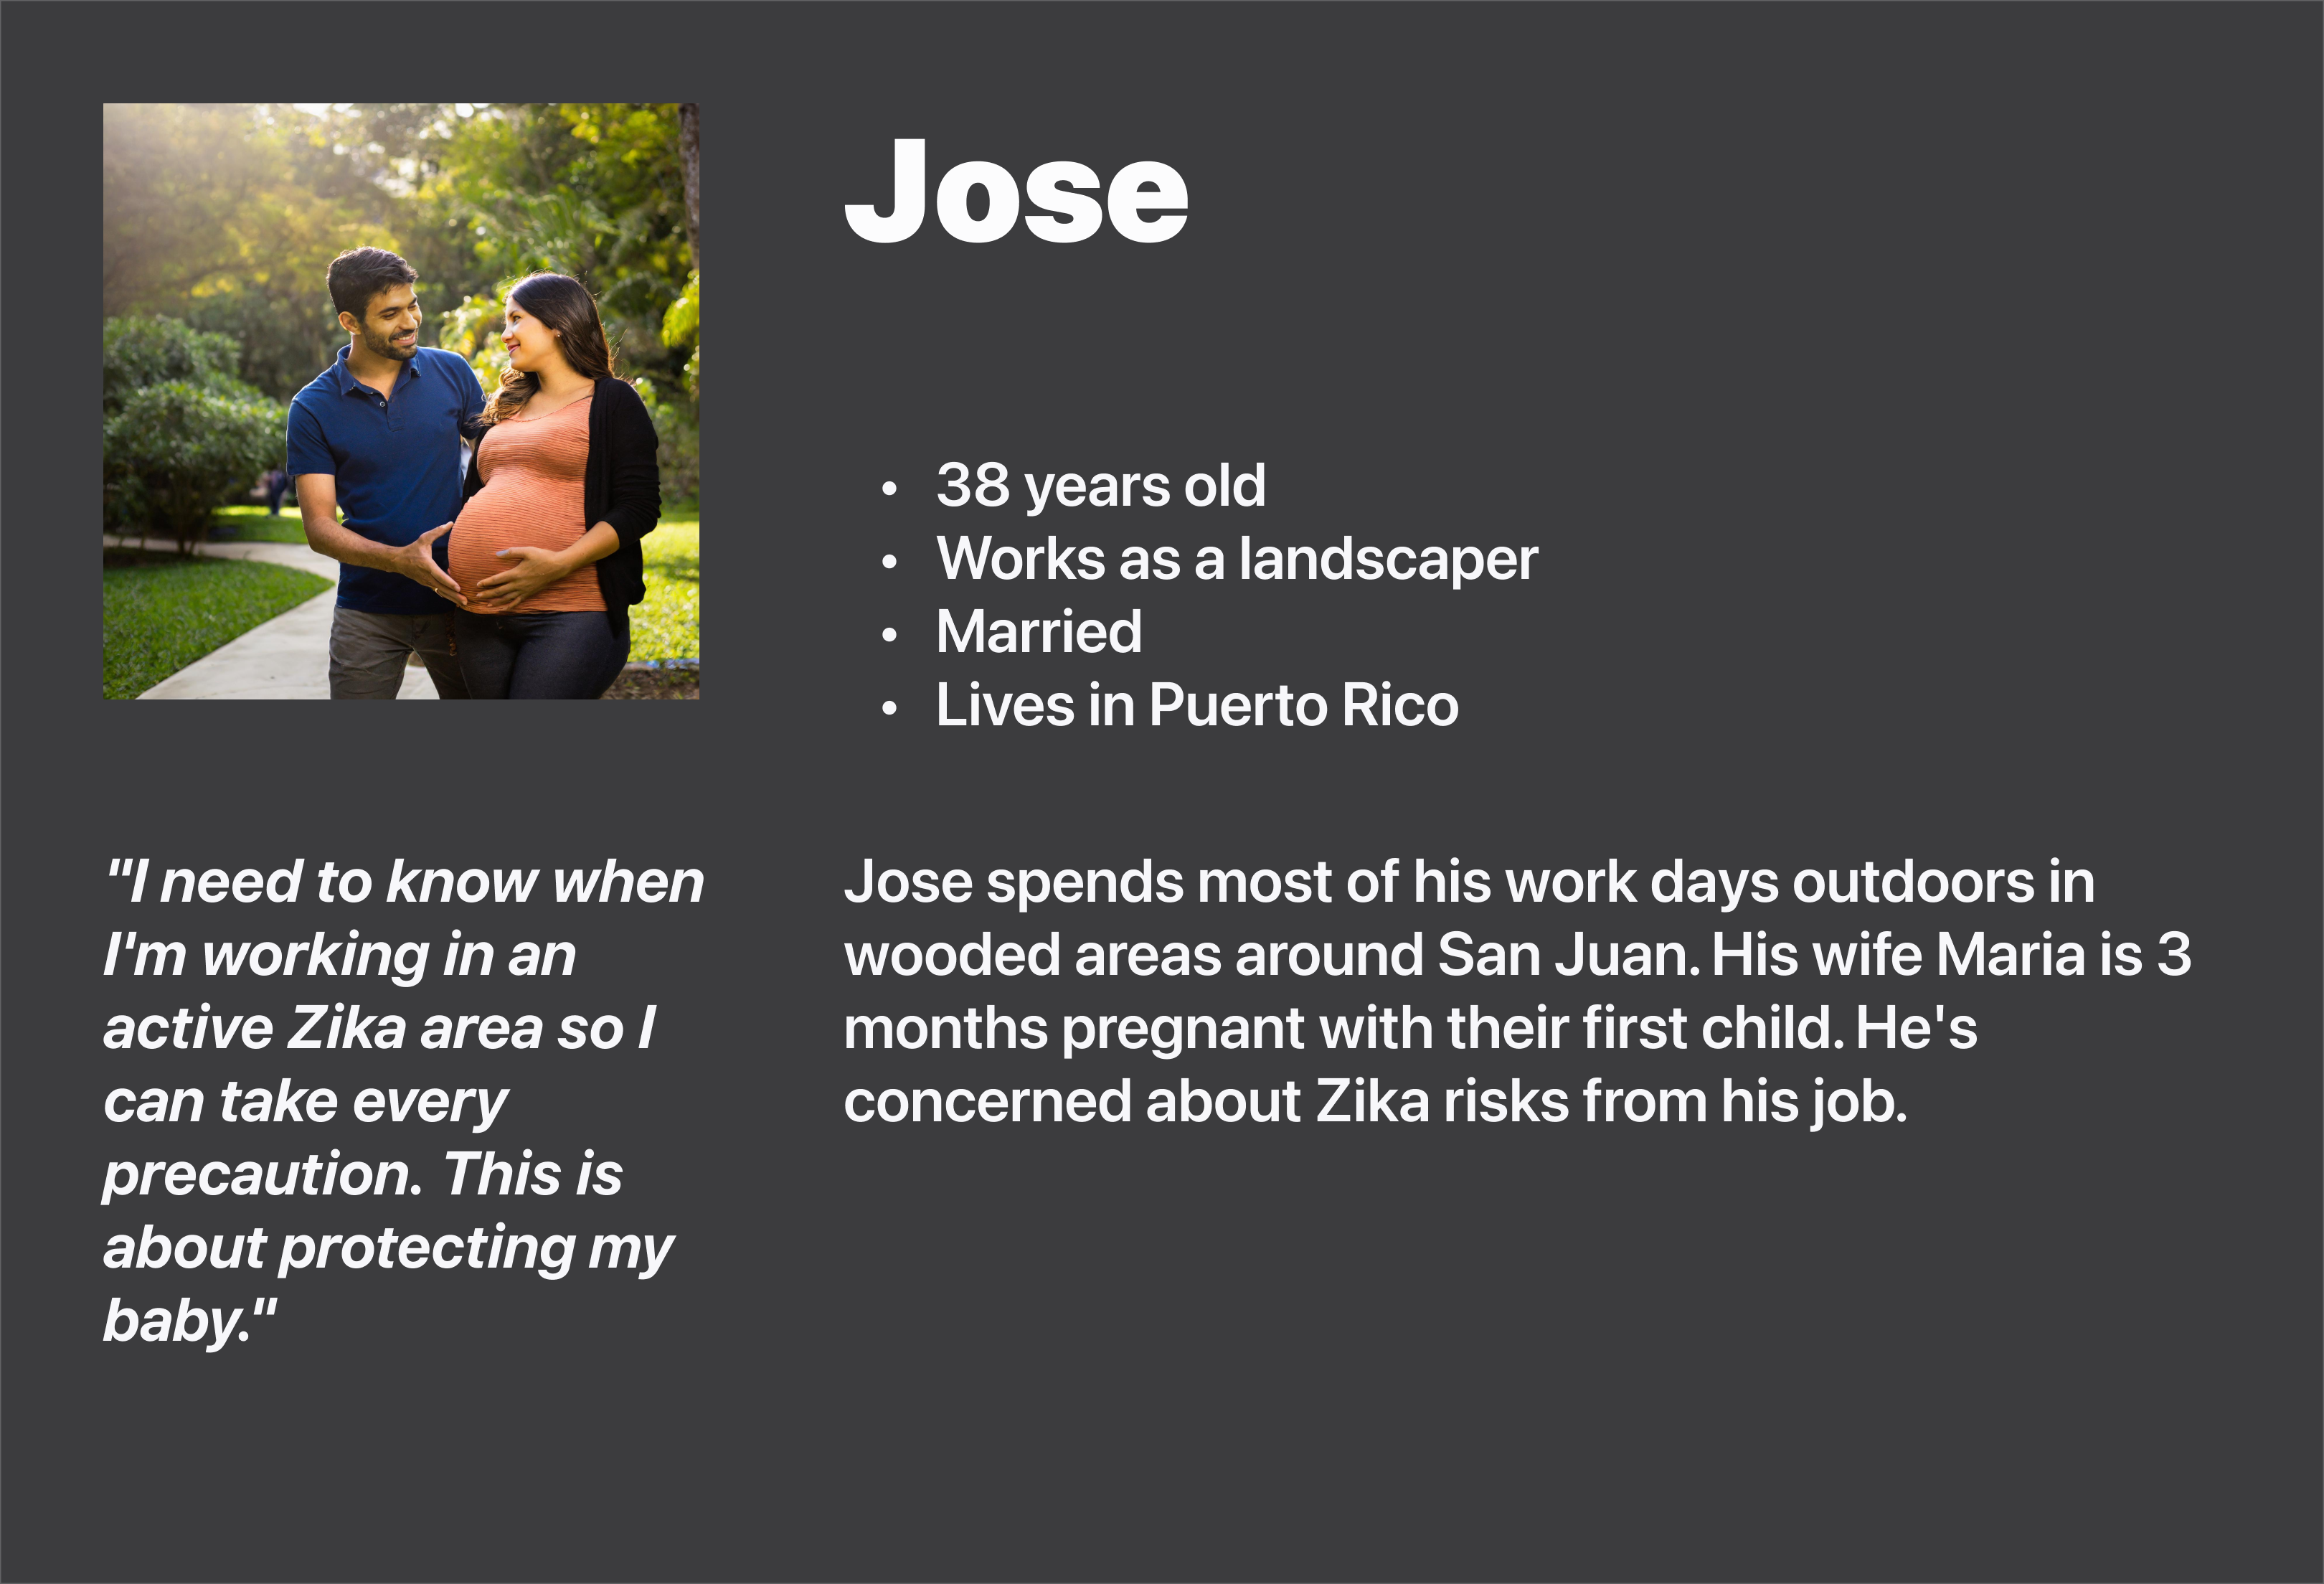 Jose
• 38 years old
• Works as a landscaper
• Married
• Lives in Puerto Rico
"I need to know when
I'm working in an
active Zika area so I
can take every
precaution. This is
about protecting my
baby."
Jose spends most of his work days outdoors in
wooded areas around San Juan. His wife Maria is 3
months pregnant with their first child. He's
concerned about Zika risks from his job.